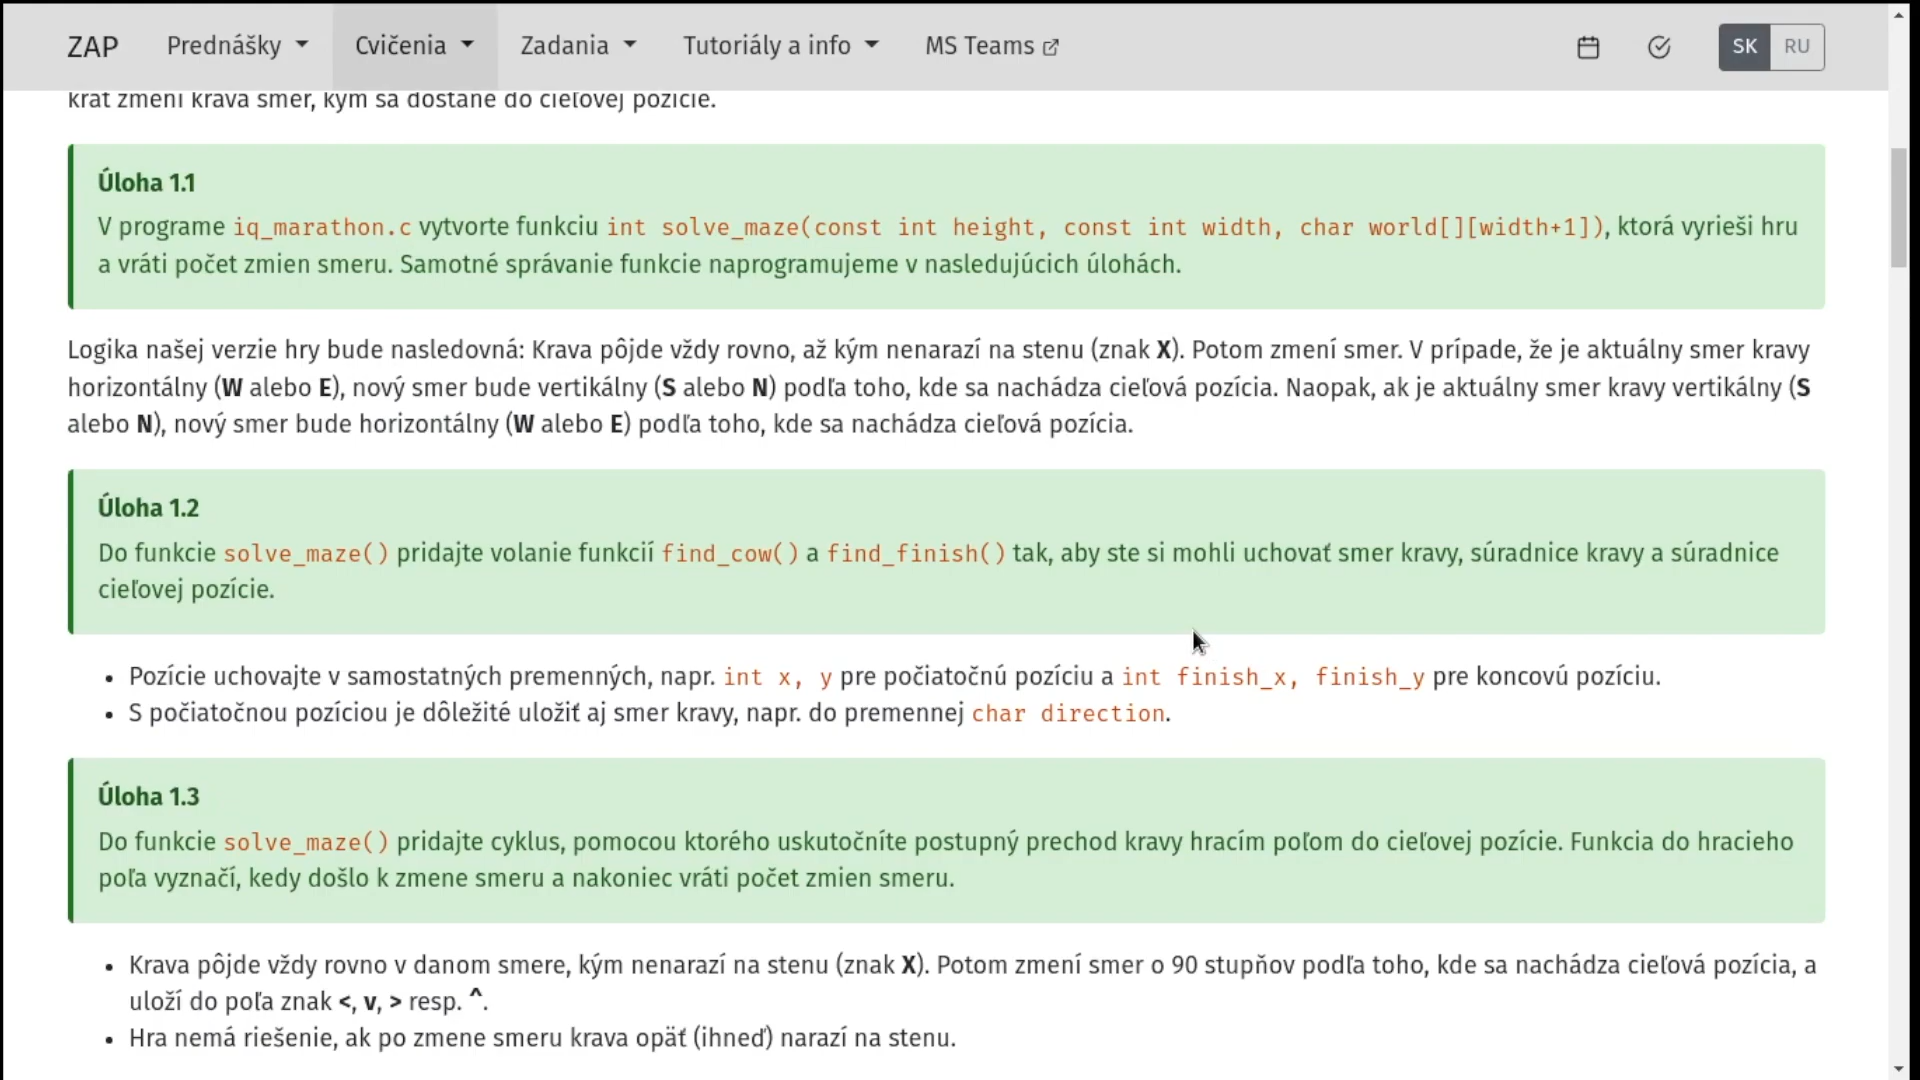 ZAP Prednášky Cvičenia Zadania Tutoriály a info MS Teams SK RU
krát zmení krava smer, kým sa dostane do cieľovej pozície.
Úloha 1.1
V programe iq_marathon.c vytvorte funkciu int solve_maze(const int height, const int width, char world[][width+1]), ktorá vyrieši hru
a vráti počet zmien smeru. Samotné správanie funkcie naprogramujeme v nasledujúcich úlohách.
Logika našej verzie hry bude nasledovná: Krava pôjde vždy rovno, až kým nenarazí na stenu (znak X). Potom zmení smer. V prípade, že je aktuálny smer kravy
horizontálny (W alebo E), nový smer bude vertikálny (S alebo N) podľa toho, kde sa nachádza cieľová pozícia. Naopak, ak je aktuálny smer kravy vertikálny (S
alebo N), nový smer bude horizontálny (W alebo E) podľa toho, kde sa nachádza cieľová pozícia.
Úloha 1.2
Do funkcie solve_maze() pridajte volanie funkcií find_cow() a find_finish() tak, aby ste si mohli uchovať smer kravy, súradnice kravy a súradnice
cieľovej pozície.
• Pozície uchovajte v samostatných premenných, napr. int x, y pre počiatočnú pozíciu a int finish_x, finish_y pre koncovú pozíciu.
• S počiatočnou pozíciou je dôležité uložiť aj smer kravy, napr. do premennej char direction.
Úloha 1.3
Do funkcie solve_maze() pridajte cyklus, pomocou ktorého uskutočníte postupný prechod kravy hracím poľom do cieľovej pozície. Funkcia do hracieho
poľa vyznačí, kedy došlo k zmene smeru a nakoniec vráti počet zmien smeru.
• Krava pôjde vždy rovno v danom smere, kým nenarazí na stenu (znak X). Potom zmení smer o 90 stupňov podľa toho, kde sa nachádza cieľová pozícia, a
uloží do poľa znak <, v, > resp. ^.
• Hra nemá riešenie, ak po zmene smeru krava opäť (ihneď) narazí na stenu.